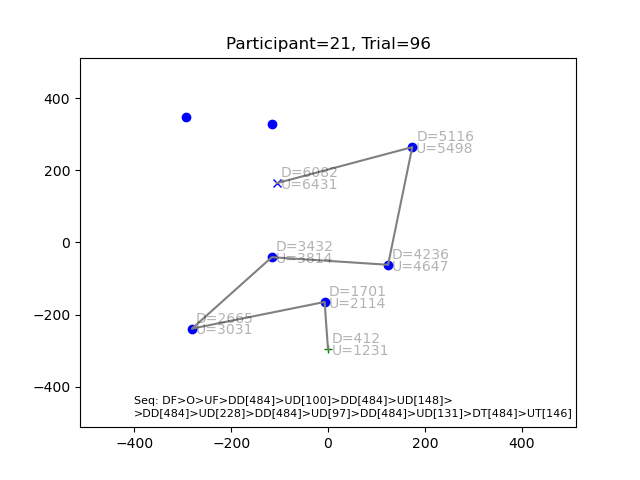 Participant=21, Trial=96
400
200
0
−200
−400
D=5116
U=5498
D=6082
U=6431
D=3432
U=3814
D=4236
U=4647
D=1701
U=2114
D=2665
U=3031
D=412
U=1231
Seq: DF>O>UF>DD[484]>UD[100]>DD[484]>UD[148]>
>DD[484]>UD[228]>DD[484]>UD[97]>DD[484]>UD[131]>DT[484]>UT[146]
−400 −200 0 200 400